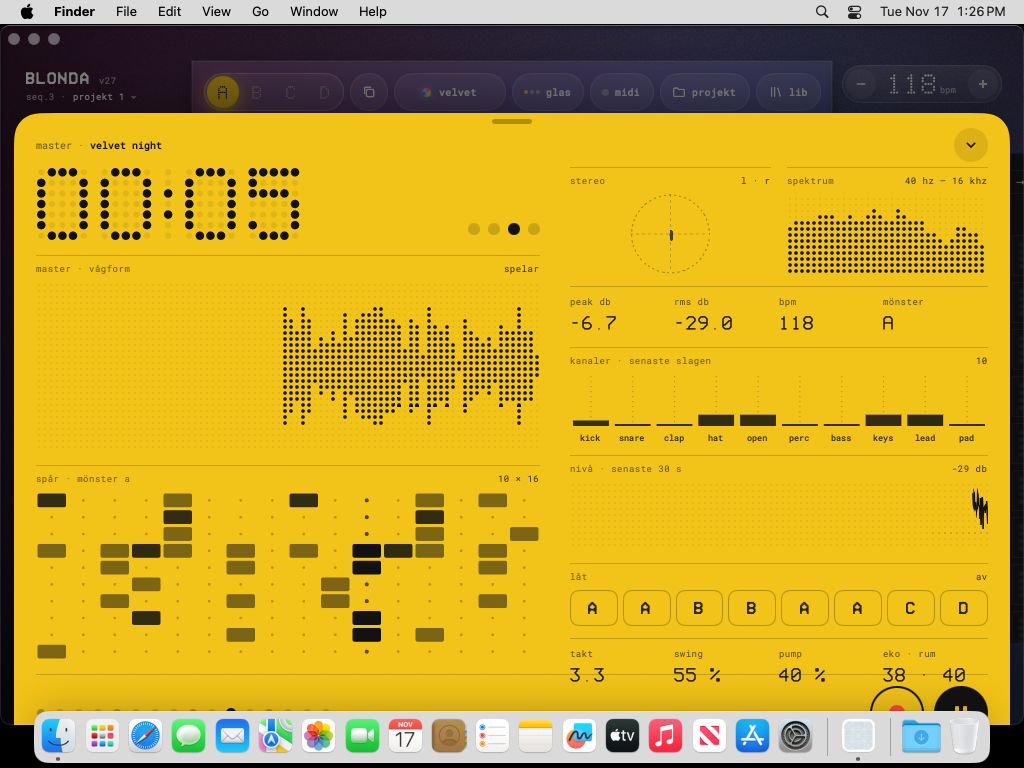 Finder File Edit View Go Window Help Tue Nov 17 1:26 PM
BLONDA v27
seq.3 · projekt 1
A B C D velvet glas midi projekt lib − 118 bpm +
master · velvet night
00:05
stereo l · r
spektrum 40 hz – 16 khz
master · vågform spelar
peak db rms db bpm mönster
-6.7 -29.0 118 A
kanaler · senaste slagen 10
kick snare clap hat open perc bass keys lead pad
spår · mönster a 10 × 16
nivå · senaste 30 s -29 db
låt av
A A B B A A C D
takt swing pump eko · rum
3.3 55 % 40 % 38 · 40
NOV
17
tv